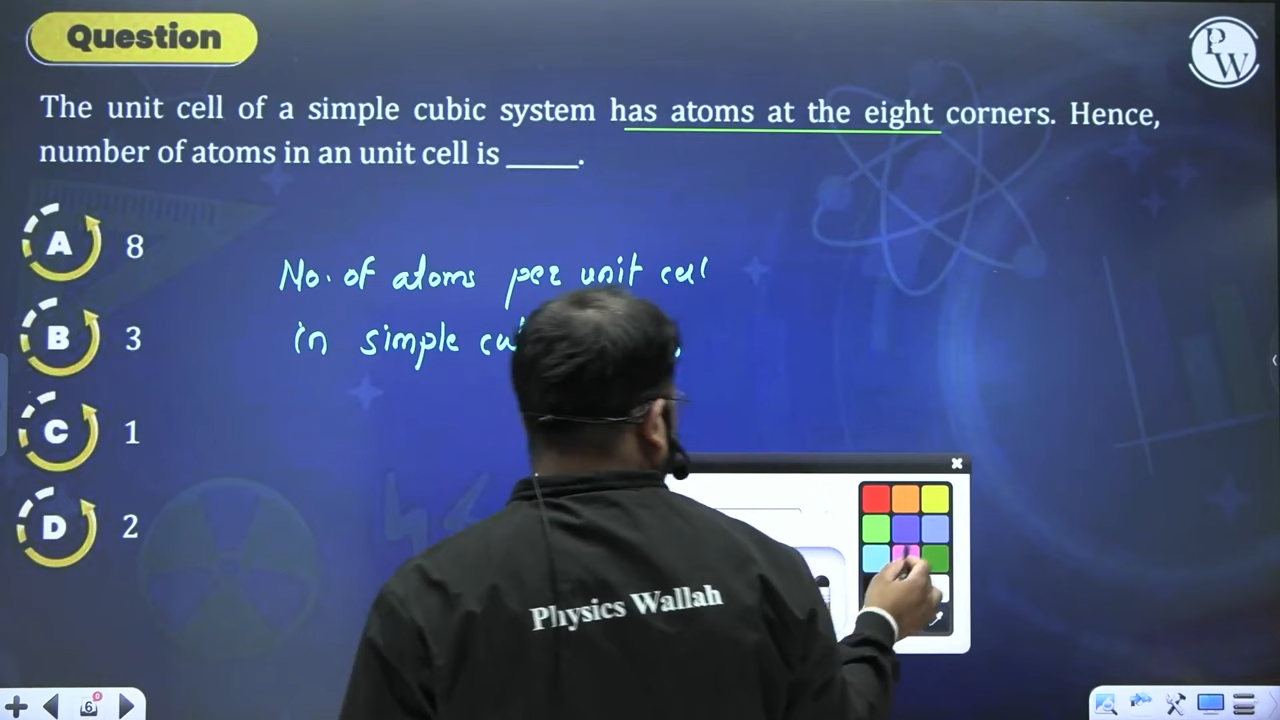 Question
PW
The unit cell of a simple cubic system has atoms at the eight corners. Hence,
number of atoms in an unit cell is _____.
A 8
B 3
C 1
D 2
No. of atoms per unit cell
in simple
Physics Wallah
6